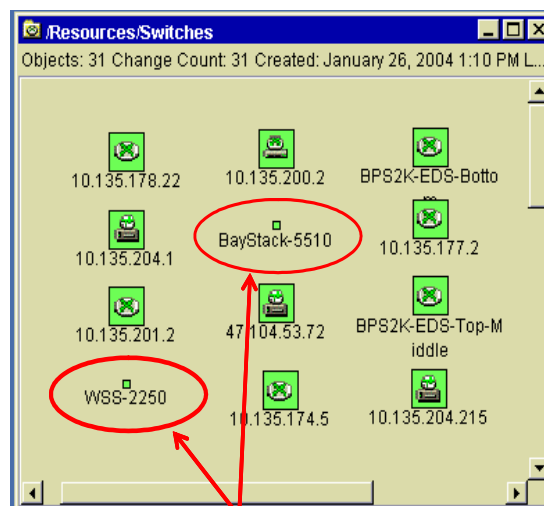 /Resources/Switches
Objects: 31 Change Count: 31 Created: January 26, 2004 1:10 PM L...
10.135.178.22
10.135.200.2
BPS2K-EDS-Botto
10.135.204.1
BayStack-5510
10.135.177.2
10.135.201.2
47.104.53.72
BPS2K-EDS-Top-M
iddle
WSS-2250
10.135.174.5
10.135.204.215